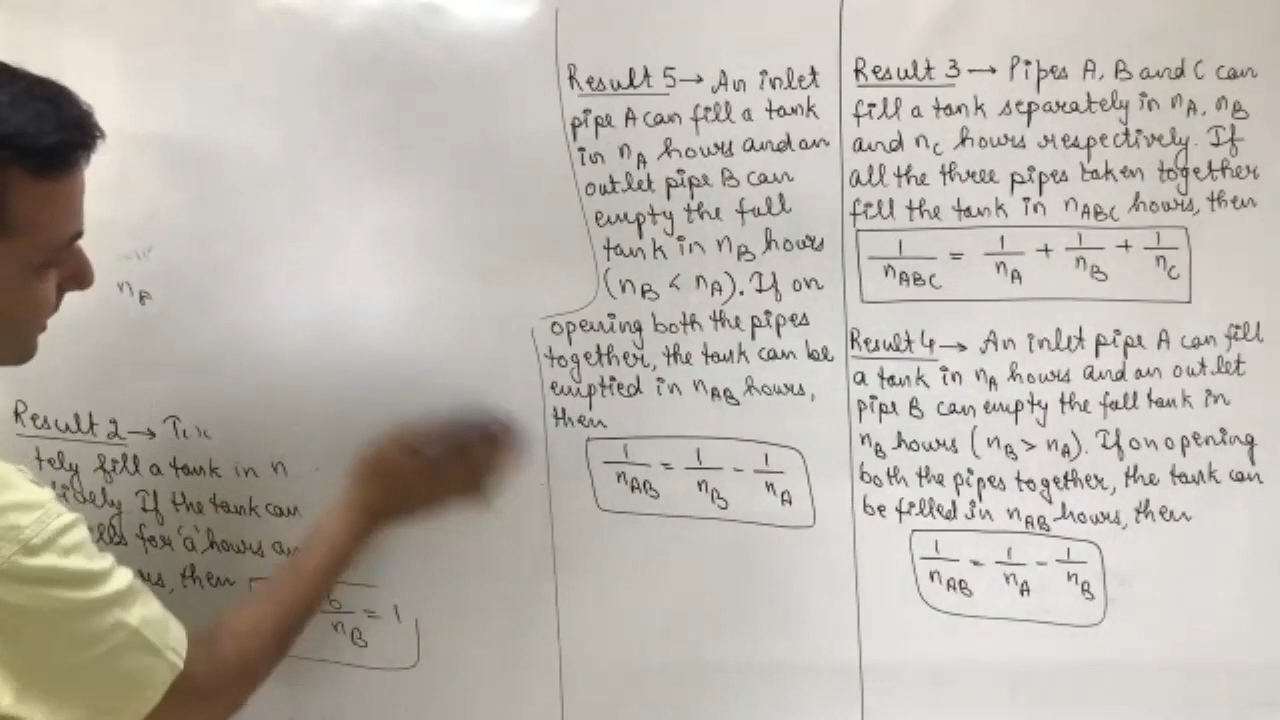 n_B
Result 2 →
tely fill a tank in n
If the tank can
for 'a' hours
then
b/n_B = 1
Result 5 → An inlet
pipe A can fill a tank
in n_A hours and an
outlet pipe B can
empty the full
tank in n_B hours
(n_B < n_A). If on
opening both the pipes
together, the tank can be
emptied in n_AB hours,
then
1/n_AB = 1/n_B - 1/n_A
Result 3 → Pipes A, B and C can
fill a tank separately in n_A, n_B
and n_C hours respectively. If
all the three pipes taken together
fill the tank in n_ABC hours, then
1/n_ABC = 1/n_A + 1/n_B + 1/n_C
Result 4 → An inlet pipe A can fill
a tank in n_A hours and an outlet
pipe B can empty the full tank in
n_B hours (n_B > n_A). If on opening
both the pipes together, the tank can
be filled in n_AB hours, then
1/n_AB = 1/n_A - 1/n_B